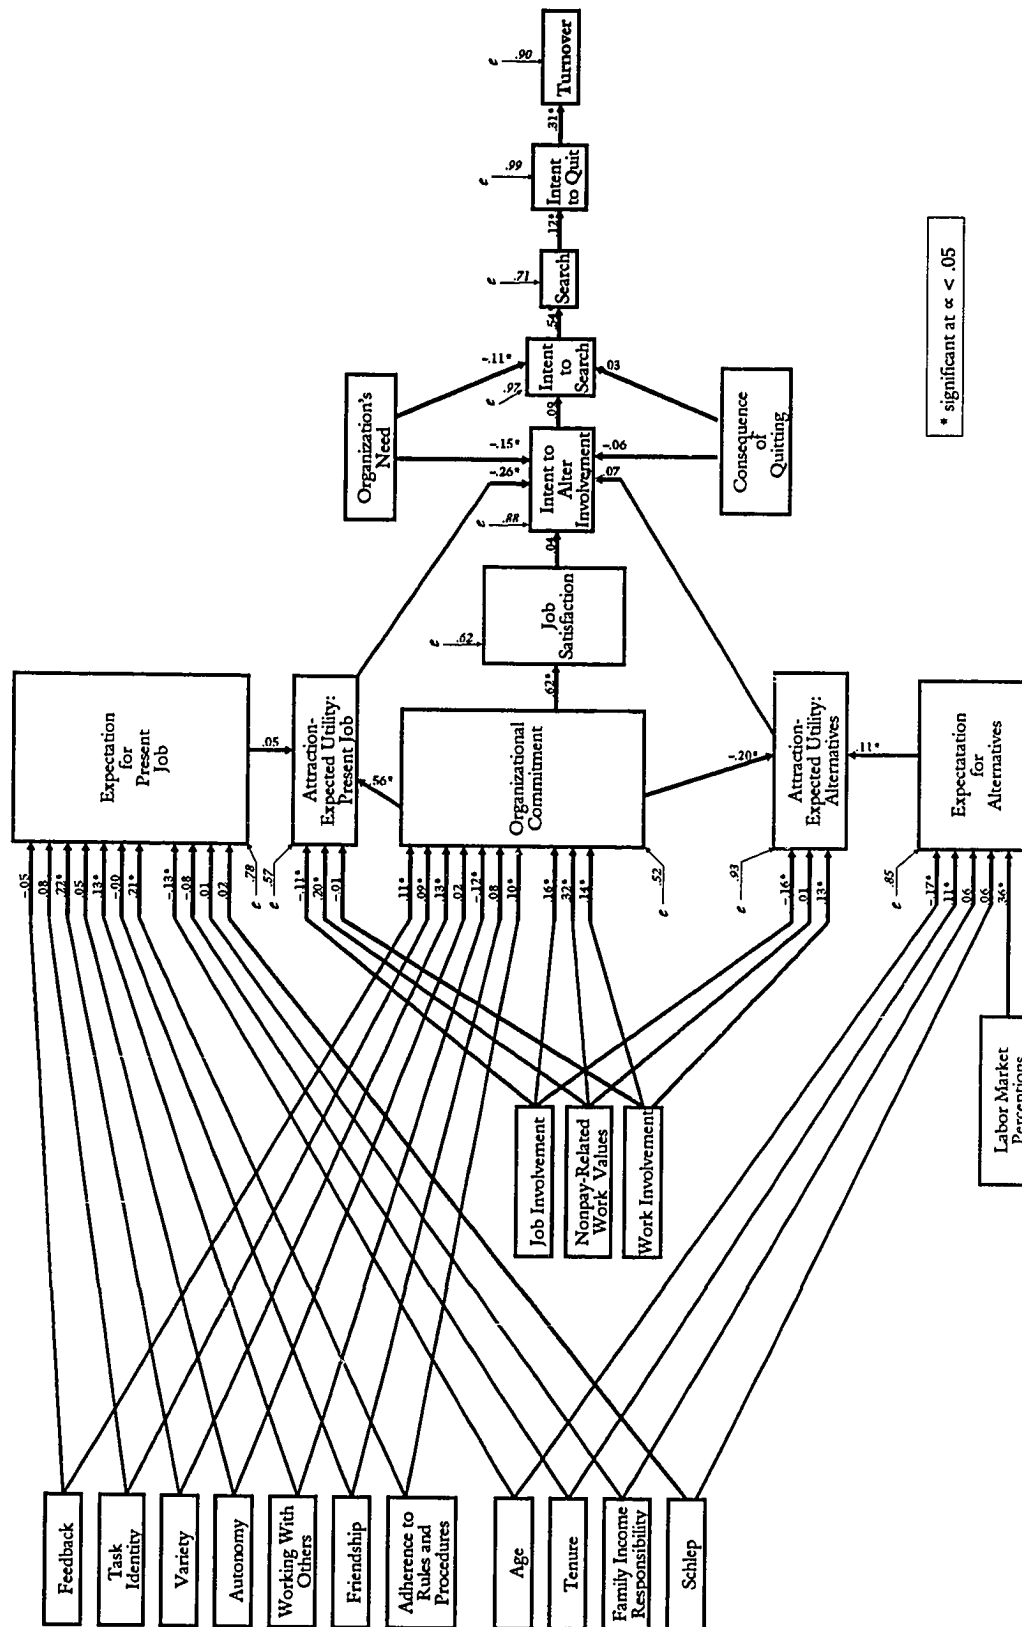 Feedback
Task
Identity
Variety
Autonomy
Working With
Others
Friendship
Adherence to
Rules and
Procedures
Age
Tenure
Family Income
Responsibility
Schlep
Job Involvement
Nonpay-Related
Work Values
Work Involvement
Labor Market
Perceptions
-.05
.08
.22*
.05
.13*
-.00
.21*
-.13*
-.08
.01
.02
e .78
Expectation
for
Present
Job
.05
e .57
-.11*
.20*
-.01
Attraction-
Expected Utility:
Present Job
.56*
.11*
.09*
.13*
.02
-.12*
.08
.10*
.16*
.32*
.14*
e .52
Organizational
Commitment
-.20*
e .93
-.16*
.01
.13*
Attraction-
Expected Utility:
Alternatives
.11*
e .85
-.17*
.11*
.06
.06
.36*
Expectatation
for
Alternatives
.62*
e .62
Job
Satisfaction
.04
e .88
-.26*
-.15*
-.06
.07
Intent to
Alter
Involvement
Organization's
Need
Consequence
of
Quitting
.09
-.11*
e .97
.03
Intent
to
Search
.54*
e .71
Search
.12*
e .99
Intent
to Quit
.31*
e .90
Turnover
* significant at ∝ < .05